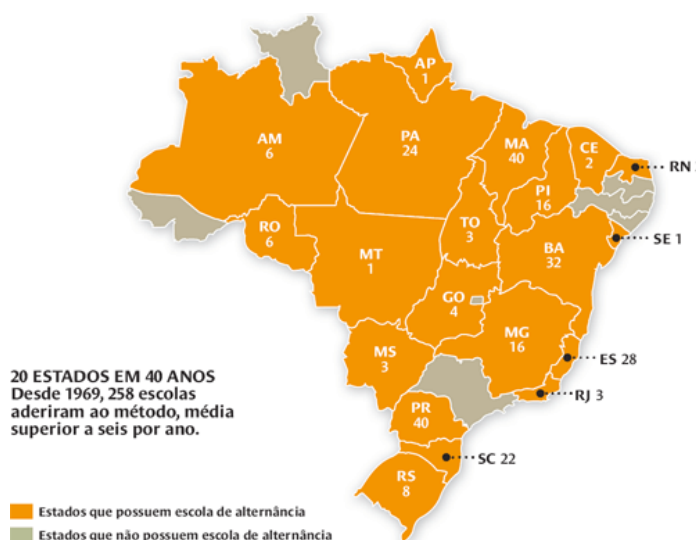 AP
1
AM
6
PA
24
MA
40
CE
2
RN
PI
16
RO
6
TO
3
SE 1
MT
1
BA
32
GO
4
MG
16
MS
3
ES 28
RJ 3
PR
40
SC 22
RS
8
20 ESTADOS EM 40 ANOS
Desde 1969, 258 escolas
aderiram ao método, média
superior a seis por ano.
Estados que possuem escola de alternância
Estados que não possuem escola de alternância